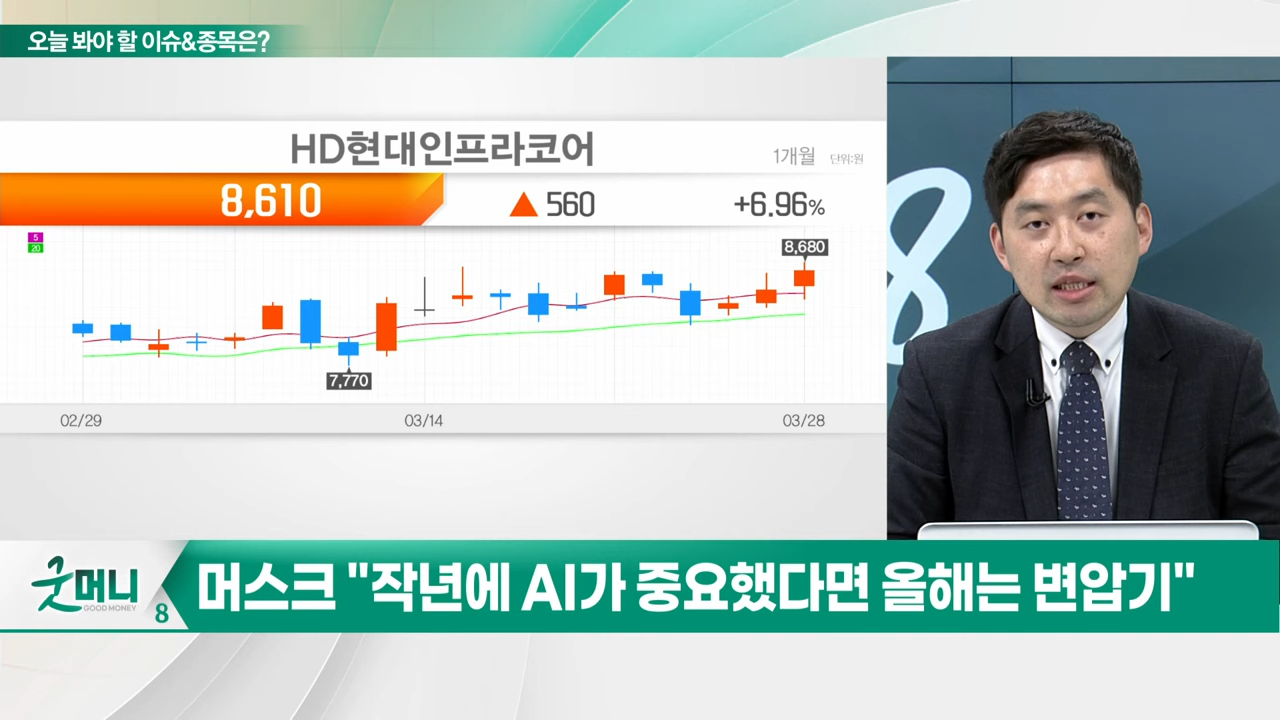 오늘 봐야 할 이슈&종목은?
HD현대인프라코어
1개월 단위:원
8,610 ▲ 560 +6.96%
5
20
8,680
7,770
02/29 03/14 03/28
8
굿머니
GOOD MONEY
8
머스크 "작년에 AI가 중요했다면 올해는 변압기"